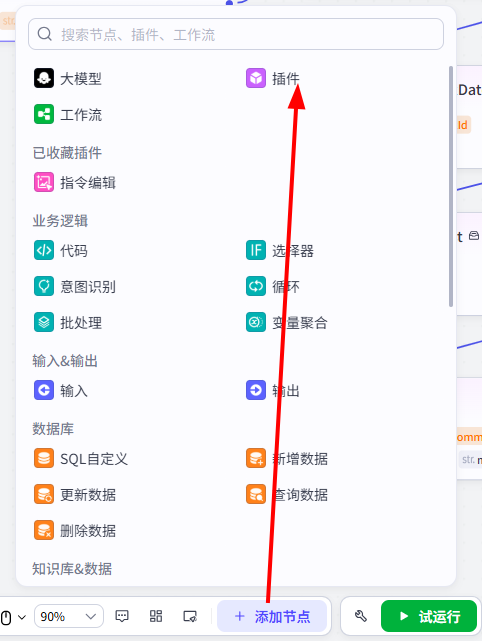 搜索节点、插件、工作流
大模型 插件
工作流
已收藏插件
指令编辑
业务逻辑
代码 IF 选择器
意图识别 循环
批处理 变量聚合
输入&输出
输入 输出
数据库
SQL自定义 新增数据
更新数据 查询数据
删除数据
知识库&数据
90% 添加节点 试运行
str.
Dat
Id
t
omm
str. n